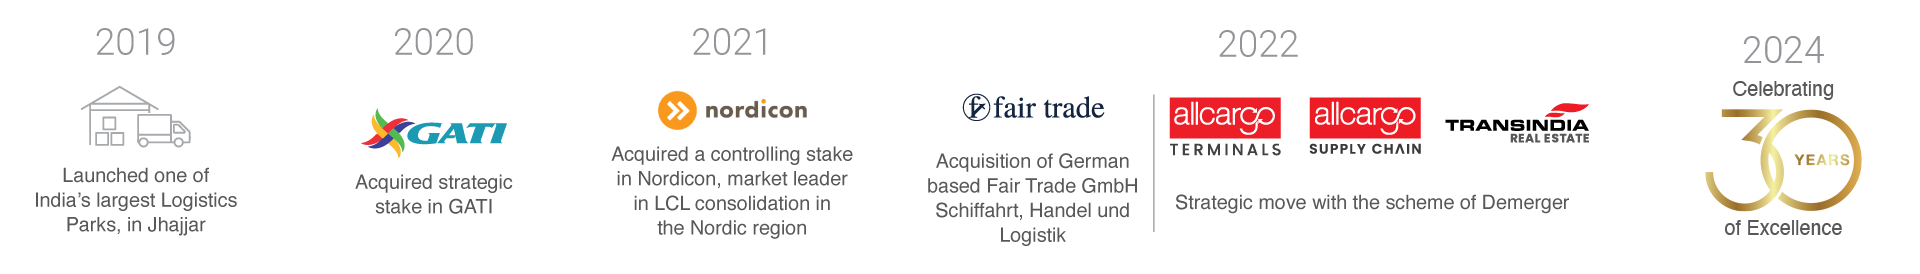 2019
Launched one of
India's largest Logistics
Parks, in Jhajjar
2020
GATI
Acquired strategic
stake in GATI
2021
nordicon
Acquired a controlling stake
in Nordicon, market leader
in LCL consolidation in
the Nordic region
2022
fair trade
Acquisition of German
based Fair Trade GmbH
Schiffahrt, Handel und
Logistik
allcargo
TERMINALS
allcargo
SUPPLY CHAIN
TRANSINDIA
REAL ESTATE
Strategic move with the scheme of Demerger
2024
Celebrating
30 YEARS
of Excellence